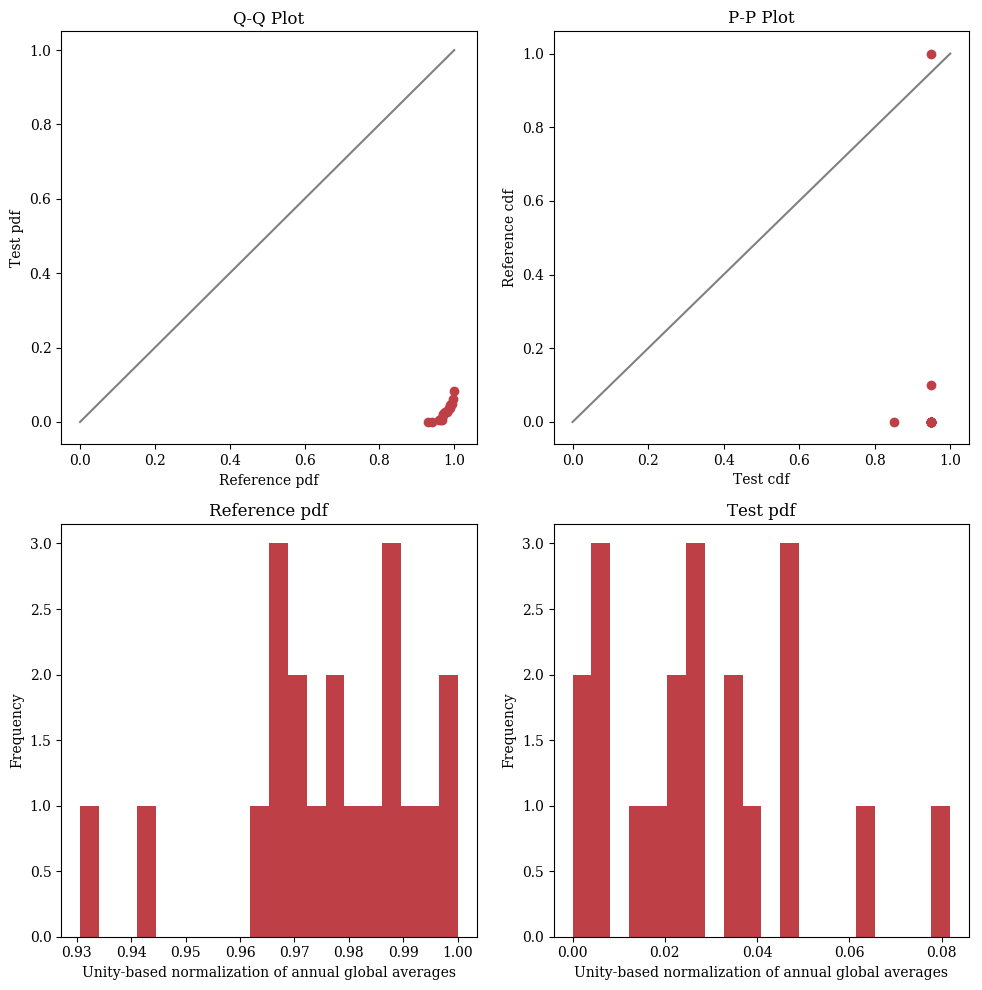 Q-Q Plot
Test pdf
1.0
0.8
0.6
0.4
0.2
0.0
0.0 0.2 0.4 0.6 0.8 1.0
Reference pdf
P-P Plot
Reference cdf
1.0
0.8
0.6
0.4
0.2
0.0
0.0 0.2 0.4 0.6 0.8 1.0
Test cdf
Reference pdf
Frequency
3.0
2.5
2.0
1.5
1.0
0.5
0.0
0.93 0.94 0.95 0.96 0.97 0.98 0.99 1.00
Unity-based normalization of annual global averages
Test pdf
Frequency
3.0
2.5
2.0
1.5
1.0
0.5
0.0
0.00 0.02 0.04 0.06 0.08
Unity-based normalization of annual global averages